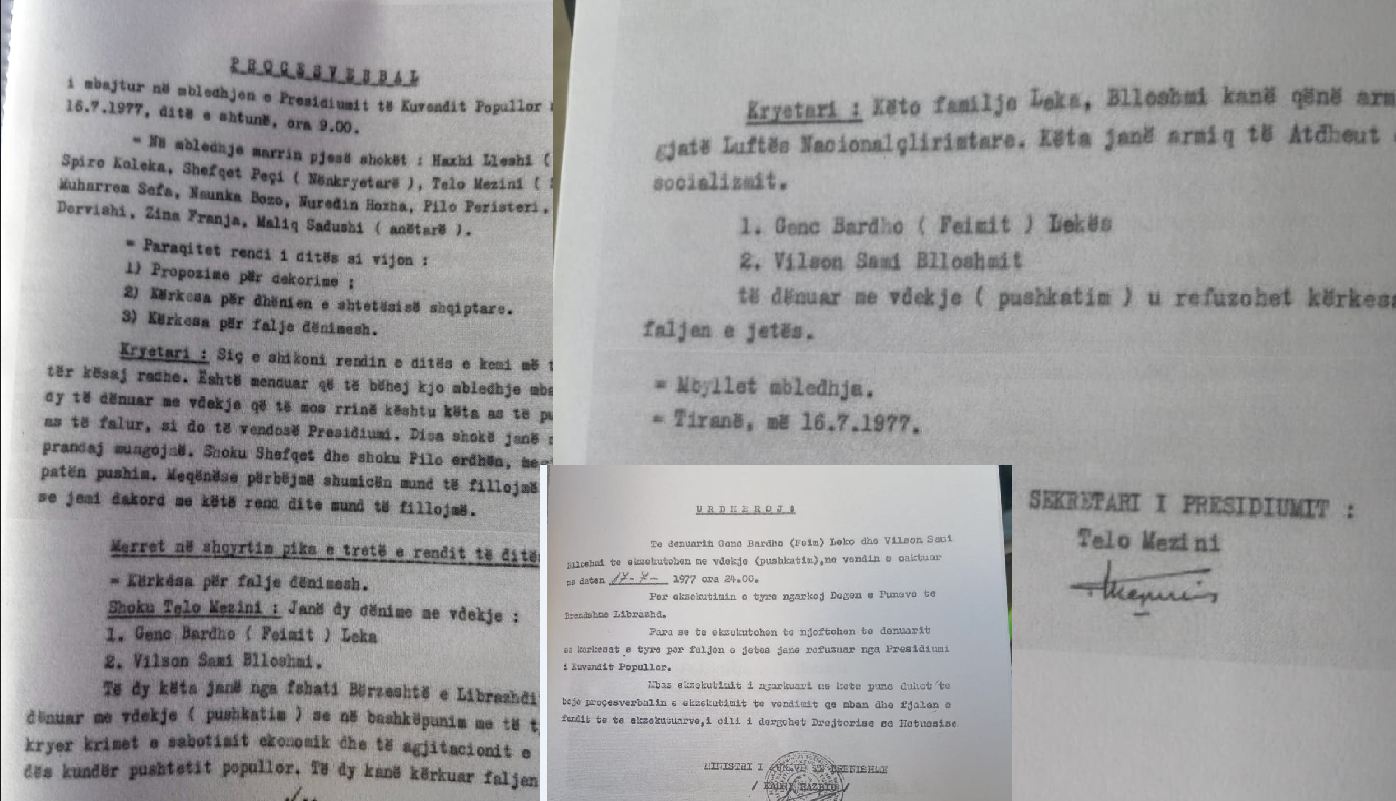 PROCESVERBAL
i mbajtur në mbledhjen e Presidiumit të Kuvendit Popullor
16.7.1977, ditë e shtunë, ora 9.00.
= Në mbledhje marrin pjesë shokët : Haxhi Lleshi (
Spiro Koleka, Shefqet Peçi ( Nënkryetarë ), Telo Mezini (
Muharrem Sefa, Naunka Bozo, Nuredin Hoxha, Pilo Peristeri,
Dervishi, Zina Franja, Maliq Sadushi ( anëtarë ).
= Paraqitet rendi i ditës si vijon :
1) Propozime për dekorime ;
2) Kërkesa për dhënien e shtetësisë shqiptare.
3) Kërkesa për falje dënimesh.
Kryetari : Siç e shikoni rendin e ditës e kemi më
tër kësaj radhe. Është menduar që të bëhej kjo mbledhje
dy të dënuar me vdekje që të mos rrinë kështu këta as të
as të falur, si do të vendosë Presidiumi. Disa shokë janë
prandaj mungojnë. Shoku Shefqet dhe shoku Pilo erdhën,
patën pushim. Meqënëse përbëjmë shumicën mund të fillojmë
se jemi dakord me këtë rend dite mund të fillojmë.
Merret në shqyrtim pika e tretë e rendit të ditës
= Kërkësa për falje dënimesh.
Shoku Telo Mezini : Janë dy dënime me vdekje :
1. Genc Bardho ( Feimit ) Leka
2. Vilson Sami Blloshmi.
Të dy këta janë nga fshati Bërzeshtë e Librazhdi
dënuar me vdekje ( pushkatim ) se në bashkëpunim me të
kryer krimet e sabotimit ekonomik dhe të agjitacionit e
dës kundër pushtetit popullor. Të dy kanë kërkuar faljen
Kryetari : Këto familje Leka, Blloshmi kanë qënë
gjatë Luftës Nacionalçlirimtare. Këta janë armiq të Atdheut
socializmit.
1. Genc Bardho ( Feimit ) Lekës
2. Vilson Sami Blloshmit
të dënuar me vdekje ( pushkatim ) u refuzohet
faljen e jetës.
= Mbyllet mbledhja.
= Tiranë, më 16.7.1977.
SEKRETARI I PRESIDIUMIT :
Telo Mezini
URDHEROJ
Te denuarin Genc Bardho (Feim) Leko dhe Vilson Sami
Blloshmi te ekzekutohen me vdekje (pushkatim),ne vendin e caktuar
me daten 17-7- 1977 ora 24.00.
Per ekzekutimin e tyre ngarkoj Degen e Puneve te
Brendshme Librazhd.
Para se te ekzekutohen te njoftohen te denuarit
se kerkesat e tyre per faljen e jetes jane refuzuar nga Presidiumi
i Kuvendit Popullor.
Mbas ekzekutimit i ngarkuari me kete pune duhet te
beje proçesverbalin e ekzekutimit te vendimit qe mban dhe fjalen e
fundit te te ekzekutuarve,i cili i dergohet Drejtorise se Hetuesise
MINISTRI I PUNEVE TE BRENDSHME